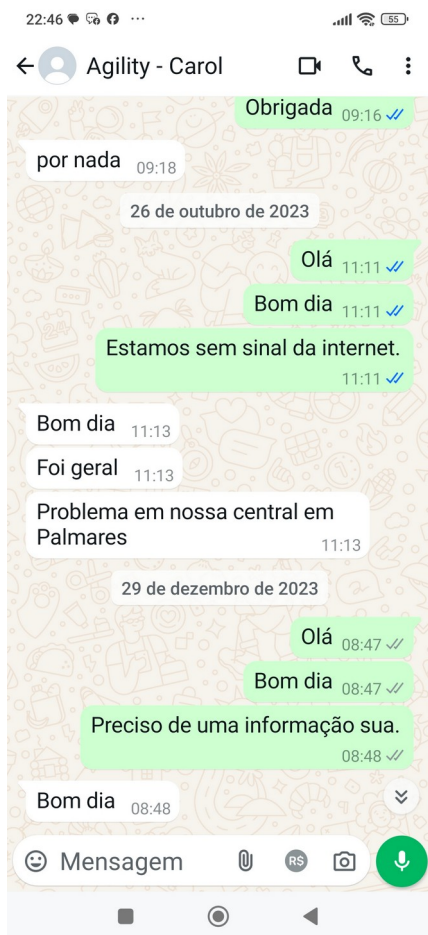 22:46
55
Agility - Carol
Obrigada 09:16
por nada 09:18
26 de outubro de 2023
Olá 11:11
Bom dia 11:11
Estamos sem sinal da internet.
11:11
Bom dia 11:13
Foi geral 11:13
Problema em nossa central em
Palmares 11:13
29 de dezembro de 2023
Olá 08:47
Bom dia 08:47
Preciso de uma informação sua.
08:48
Bom dia 08:48
Mensagem R$